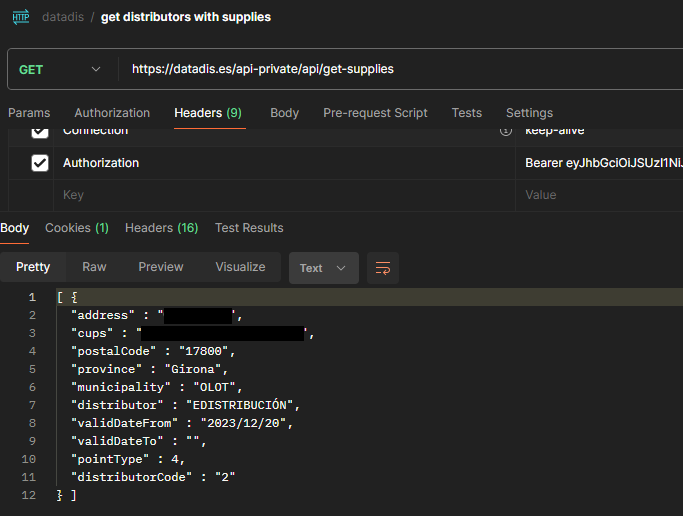 HTTP datadis / get distributors with supplies
GET https://datadis.es/api-private/api/get-supplies
Params Authorization Headers (9) Body Pre-request Script Tests Settings
Connection keep-alive
Authorization Bearer eyJhbGciOiJSUzI1NiJ
Key Value
Body Cookies (1) Headers (16) Test Results
Pretty Raw Preview Visualize Text
1 [ {
2 "address" : " ",
3 "cups" : " ",
4 "postalCode" : "17800",
5 "province" : "Girona",
6 "municipality" : "OLOT",
7 "distributor" : "EDISTRIBUCIÓN",
8 "validDateFrom" : "2023/12/20",
9 "validDateTo" : "",
10 "pointType" : 4,
11 "distributorCode" : "2"
12 } ]